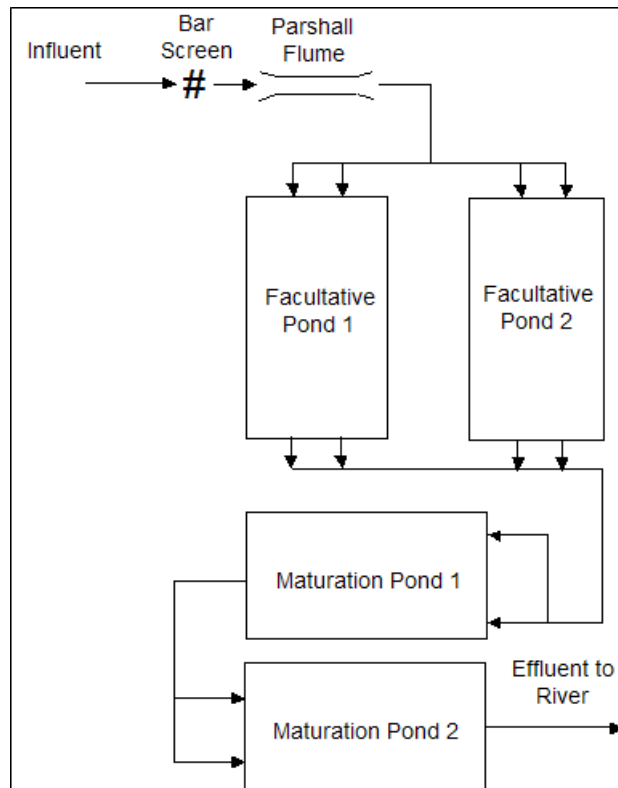 Influent
Bar
Screen
#
Parshall
Flume
Facultative
Pond 1
Facultative
Pond 2
Maturation Pond 1
Maturation Pond 2
Effluent to
River